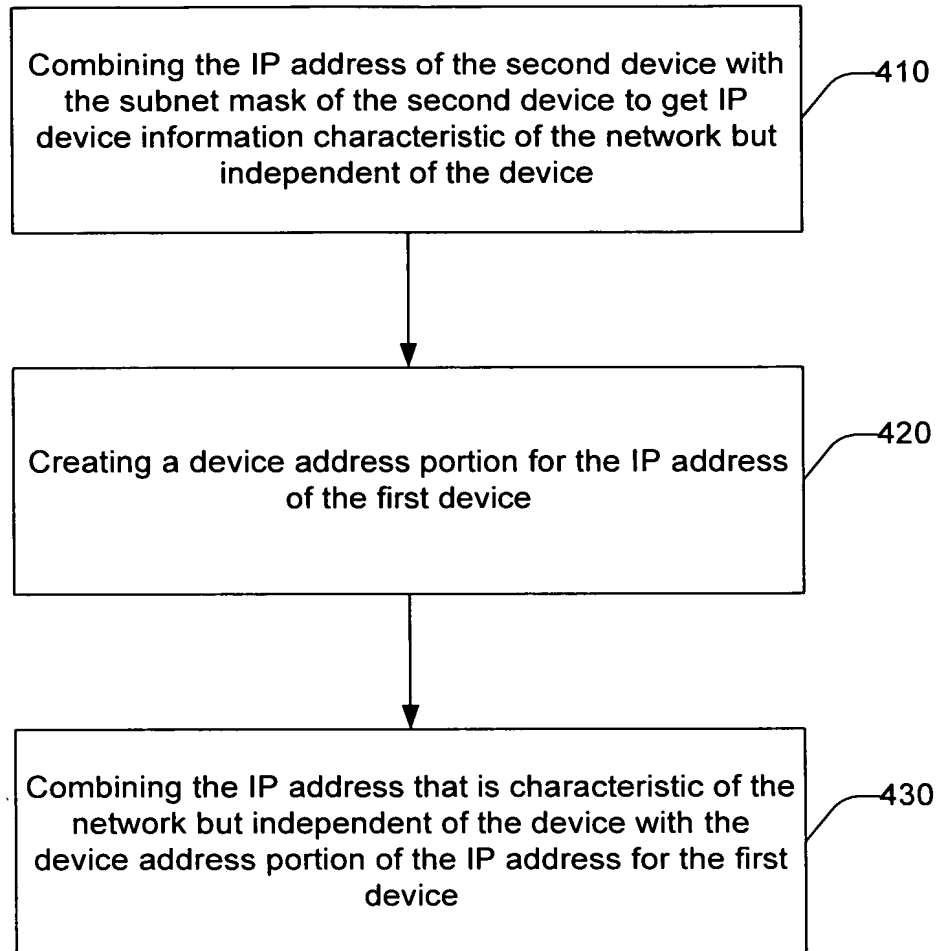 Combining the IP address of the second device with
the subnet mask of the second device to get IP
device information characteristic of the network but
independent of the device
410
Creating a device address portion for the IP address
of the first device
420
Combining the IP address that is characteristic of the
network but independent of the device with the
device address portion of the IP address for the first
device
430